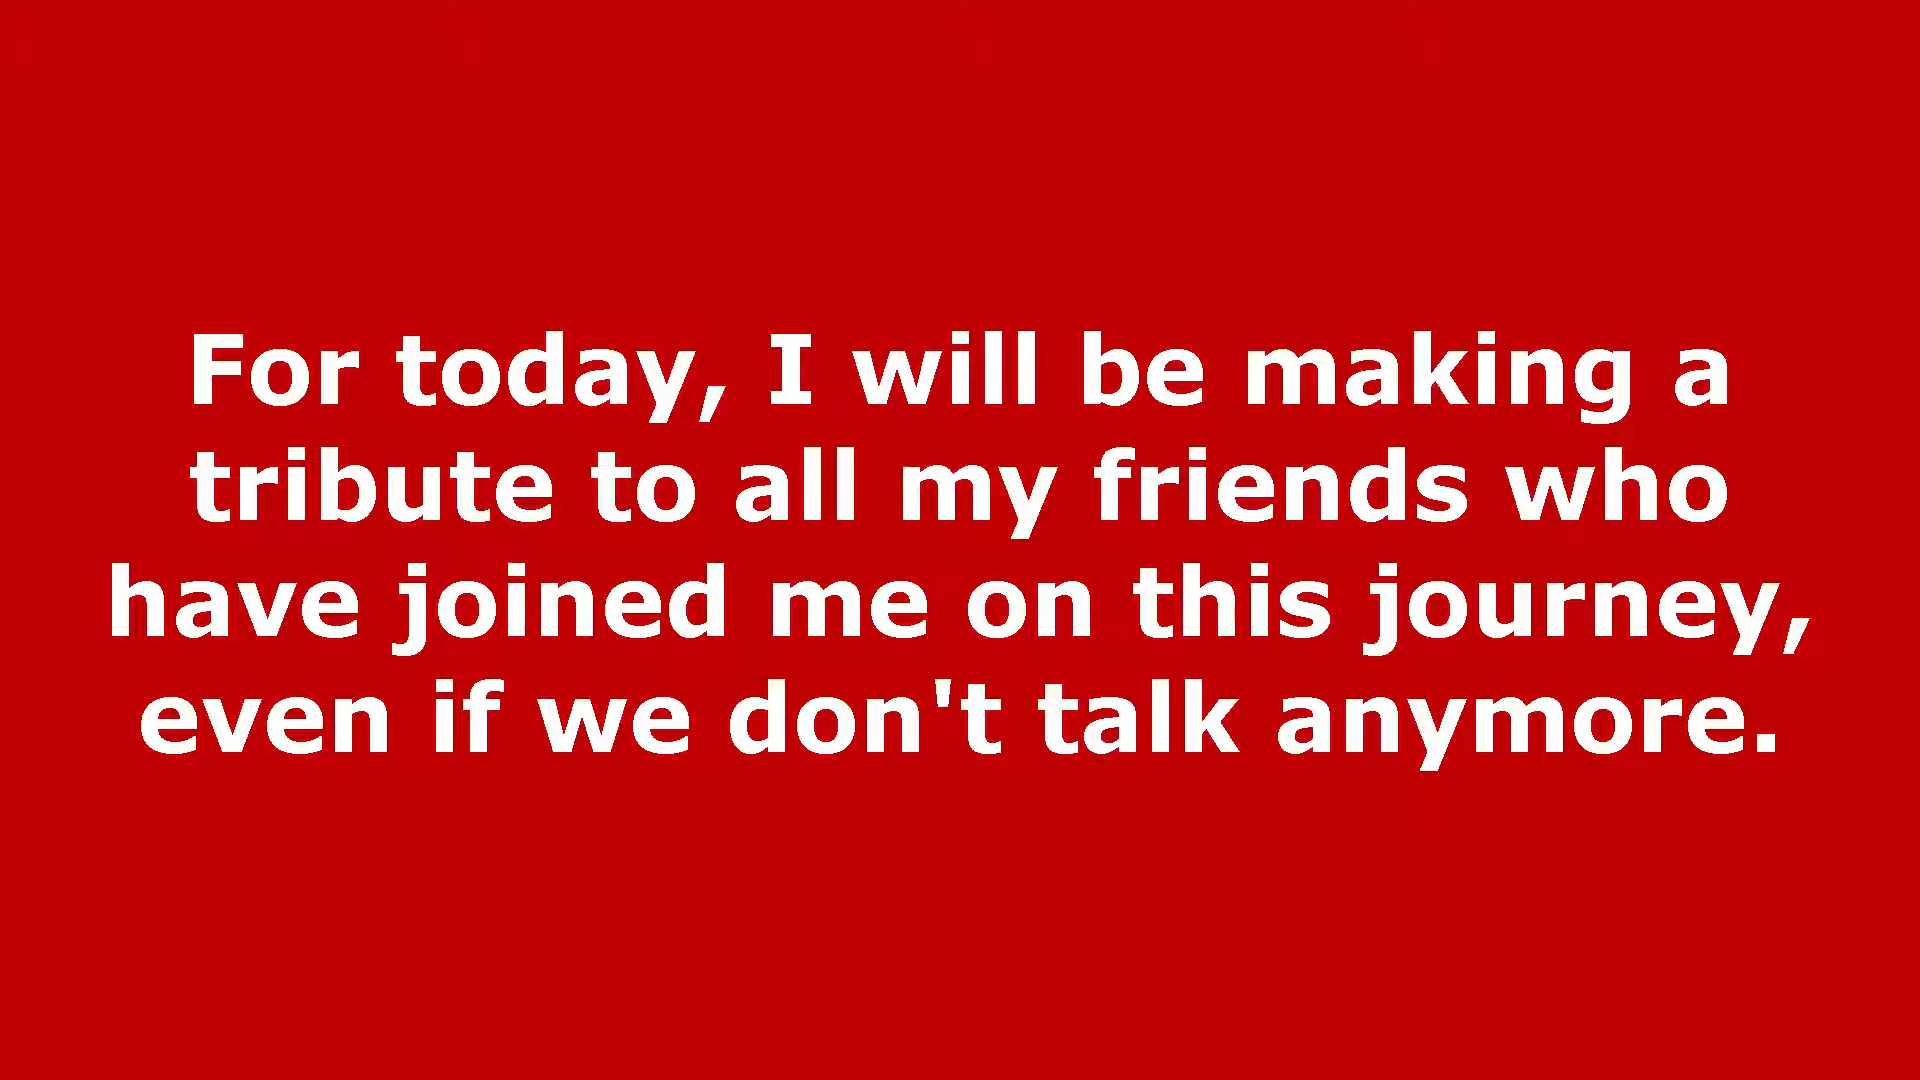 For today, I will be making a
tribute to all my friends who
have joined me on this journey,
even if we don't talk anymore.